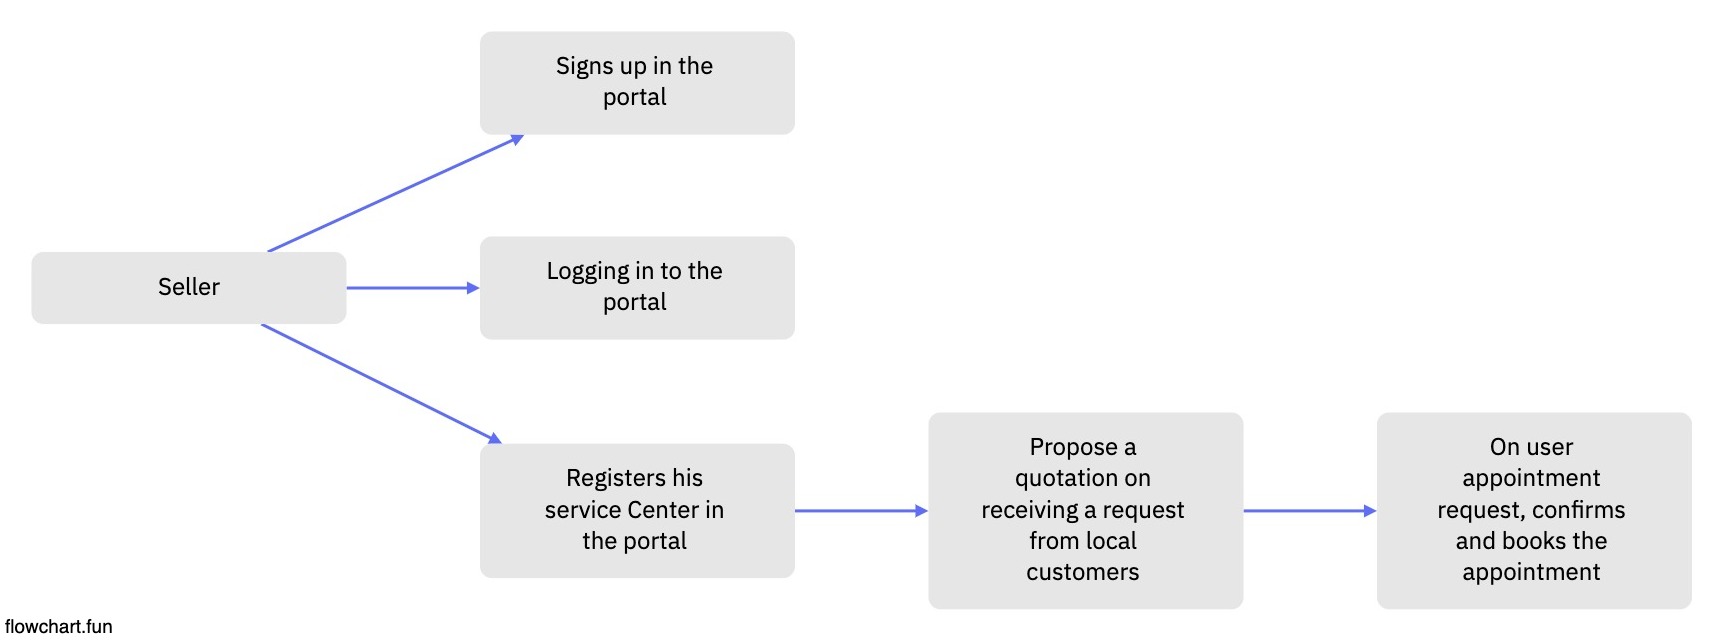 Signs up in the
portal
Seller
Logging in to the
portal
Registers his
service Center in
the portal
Propose a
quotation on
receiving a request
from local
customers
On user
appointment
request, confirms
and books the
appointment
flowchart.fun